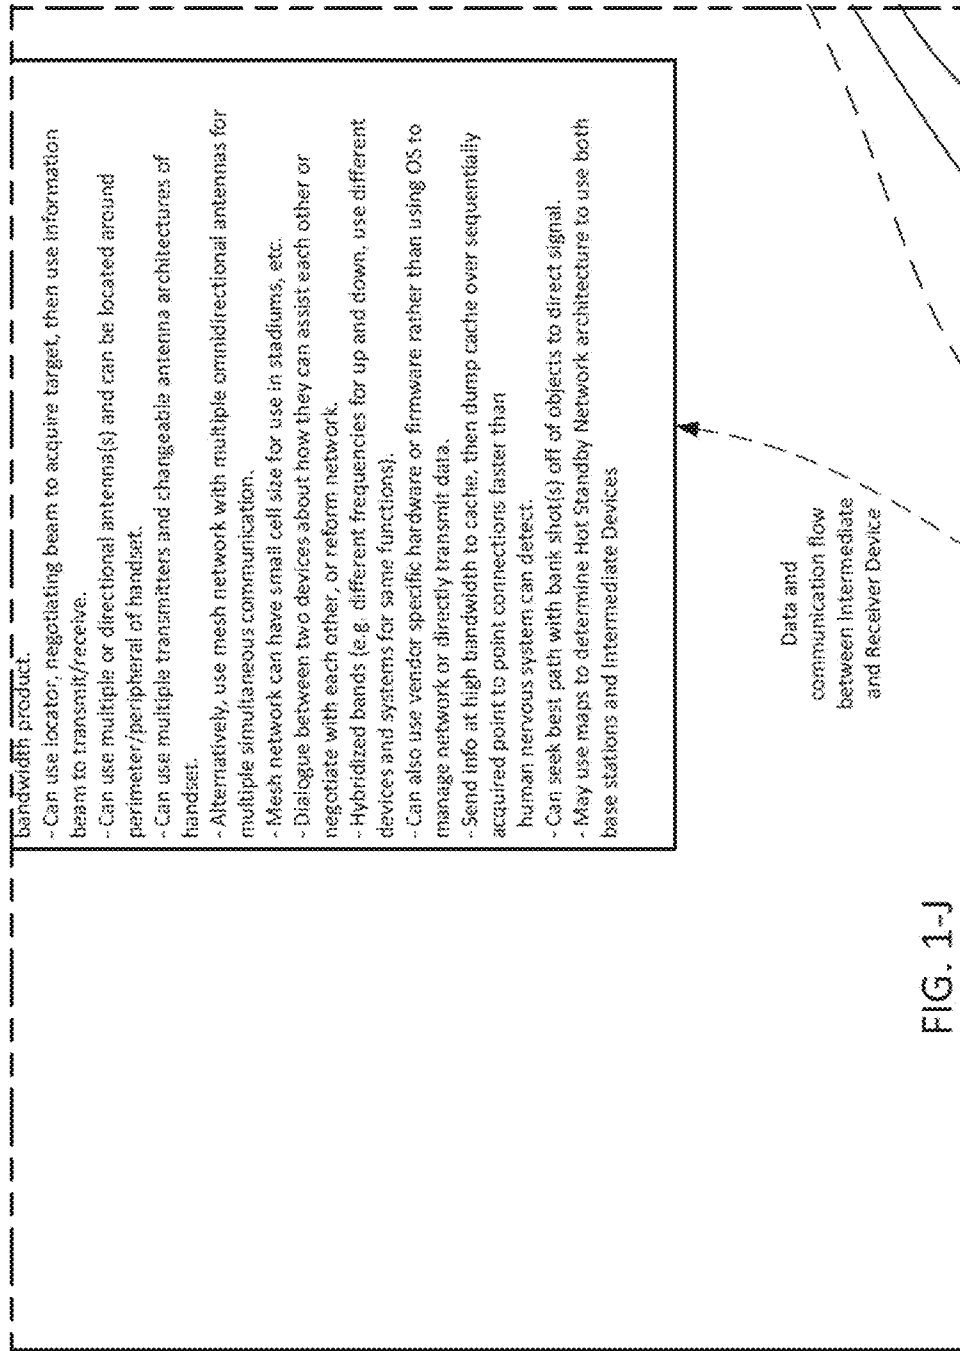 bandwidth product.
- Can use locator, negotiating beam to acquire target, then use information
beam to transmit/receive.
- Can use multiple or directional antenna(s) and can be located around
perimeter/peripheral of handset.
- Can use multiple transmitters and changeable antenna architectures of
handset.
- Alternatively, use mesh network with multiple omnidirectional antennas for
multiple simultaneous communication.
- Mesh network can have small cell size for use in stadiums, etc.
- Dialogue between two devices about how they can assist each other or
negotiate with each other, or reform network.
- Hybridized bands (e.g. different frequencies for up and down, use different
devices and systems for same functions).
- Can also use vendor specific hardware or firmware rather than using OS to
manage network or directly transmit data.
- Send info at high bandwidth to cache, then dump cache over sequentially
acquired point to point connections faster than
human nervous system can detect.
- Can seek best path with bank shot(s) off of objects to direct signal.
- May use maps to determine Hot Standby Network architecture to use both
base stations and Intermediate Devices
Data and
communication flow
between Intermediate
and Receiver Device
FIG. 1-J